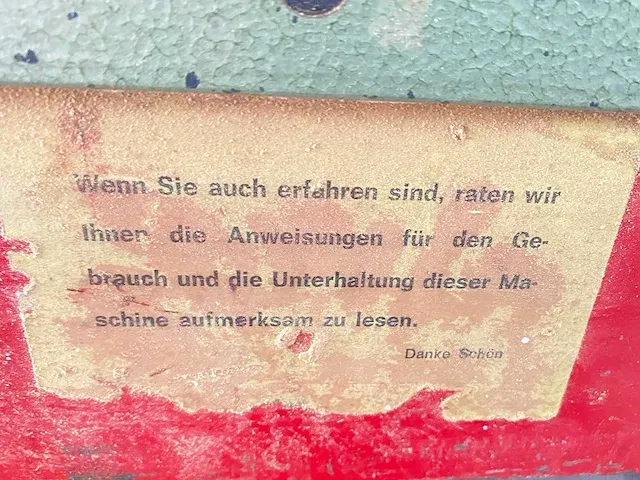 Wenn Sie auch erfahren sind, raten wir
Ihnen die Anweisungen für den Ge-
brauch und die Unterhaltung dieser Ma-
schine aufmerksam zu lesen.
Danke Schön